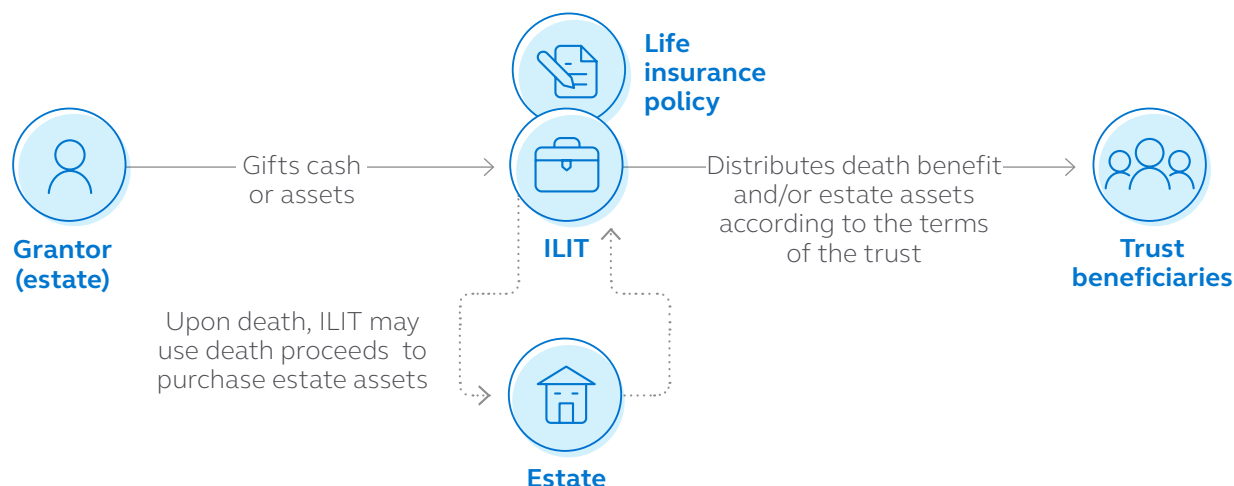 Life
insurance
policy
Gifts cash
or assets
Distributes death benefit
and/or estate assets
according to the terms
of the trust
Grantor
(estate)
ILIT
Trust
beneficiaries
Upon death, ILIT may
use death proceeds to
purchase estate assets
Estate